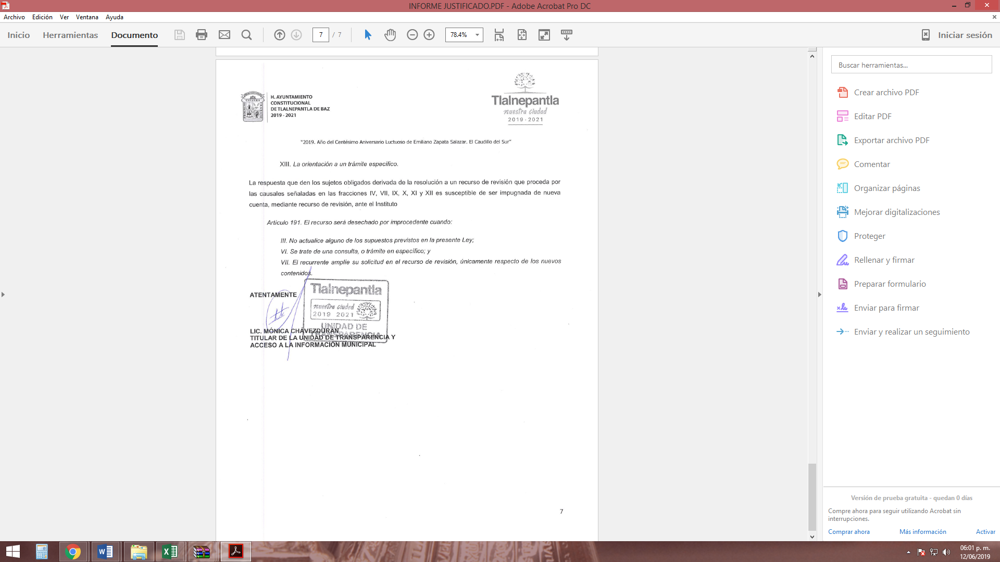 INFORME JUSTIFICADO.PDF - Adobe Acrobat Pro DC
Archivo Edición Ver Ventana Ayuda
Inicio Herramientas Documento 7 / 7 78.4% Iniciar sesión
H. AYUNTAMIENTO
CONSTITUCIONAL
DE TLALNEPANTLA DE BAZ
2019 - 2021
Tlalnepantla
nuestra ciudad
2019 - 2021
"2019. Año del Centésimo Aniversario Luctuoso de Emiliano Zapata Salazar. El Caudillo del Sur"
XIII. La orientación a un trámite específico.
La respuesta que den los sujetos obligados derivada de la resolución a un recurso de revisión que proceda por
las causales señaladas en las fracciones IV, VII, IX, X, XI y XII es susceptible de ser impugnada de nueva
cuenta, mediante recurso de revisión, ante el Instituto
Artículo 191. El recurso será desechado por improcedente cuando:
III. No actualice alguno de los supuestos previstos en la presente Ley;
VI. Se trate de una consulta, o trámite en específico; y
VII. El recurrente amplíe su solicitud en el recurso de revisión, únicamente respecto de los nuevos
contenidos.
ATENTAMENTE
Tlalnepantla
nuestra ciudad
2019 2021
UNIDAD DE
TRANSPARENCIA
LIC. MÓNICA CHÁVEZDURÁN
TITULAR DE LA UNIDAD DE TRANSPARENCIA Y
ACCESO A LA INFORMACIÓN MUNICIPAL
7
Buscar herramientas...
Crear archivo PDF
Editar PDF
Exportar archivo PDF
Comentar
Organizar páginas
Mejorar digitalizaciones
Proteger
Rellenar y firmar
Preparar formulario
Enviar para firmar
Enviar y realizar un seguimiento
Versión de prueba gratuita - quedan 0 días
Compre ahora para seguir utilizando Acrobat sin
interrupciones.
Comprar ahora Más información Activar
06:01 p. m.
12/06/2019